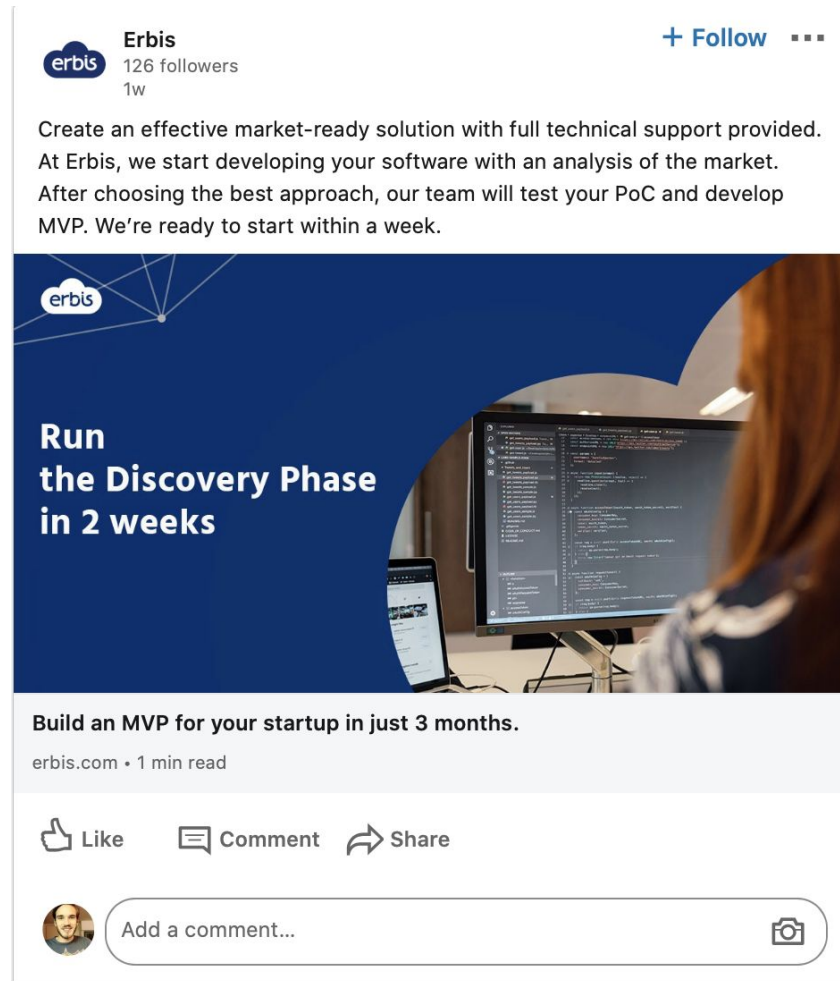 erbis
Erbis
+ Follow
126 followers
1w
Create an effective market-ready solution with full technical support provided.
At Erbis, we start developing your software with an analysis of the market.
After choosing the best approach, our team will test your PoC and develop
MVP. We’re ready to start within a week.
erbis
Run
the Discovery Phase
in 2 weeks
Build an MVP for your startup in just 3 months.
erbis.com • 1 min read
Like
Comment
Share
Add a comment...